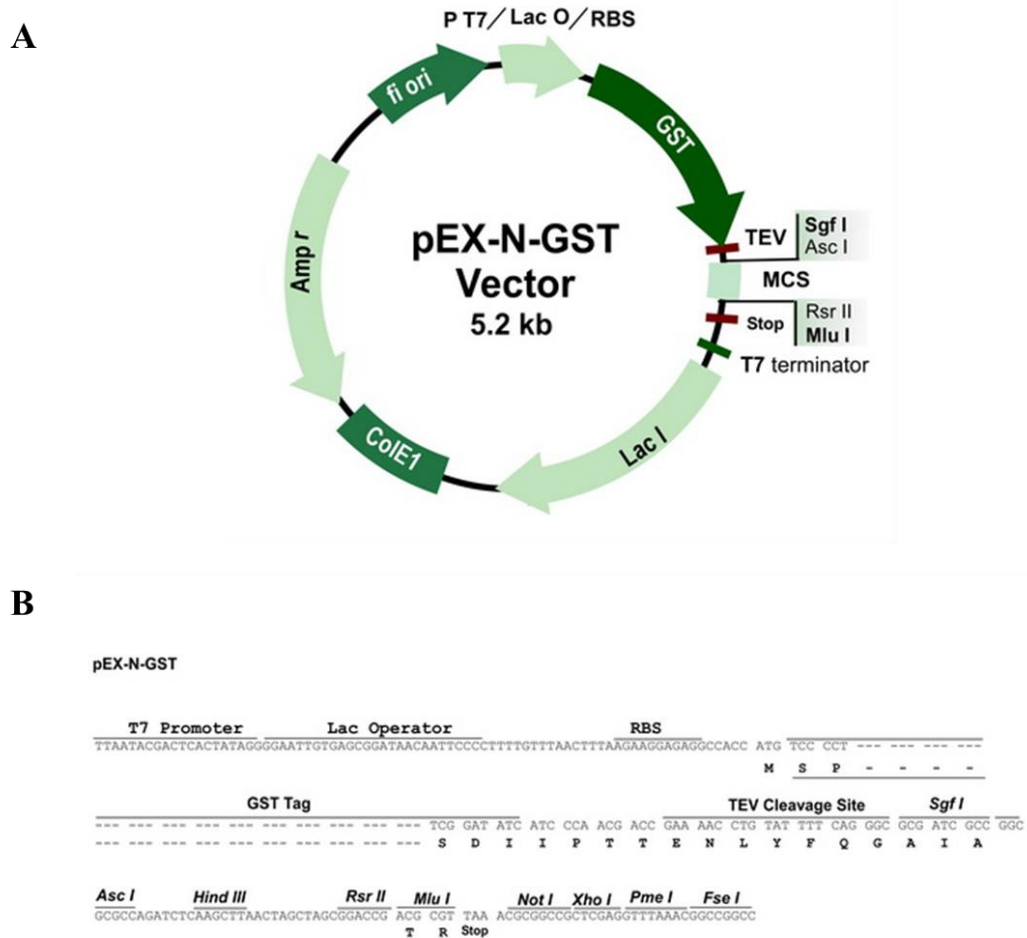 A
P T7/Lac O/RBS
fi ori
GST
Amp r
pEX-N-GST
Vector
5.2 kb
TEV
Sgf I
Asc I
MCS
Stop
Rsr II
Mlu I
T7 terminator
Lac I
ColE1
B
pEX-N-GST
T7 Promoter Lac Operator RBS
TTAATACGACTCACTATAGGGGAATTGTGAGCGGATAACAATTCCCCTTTTGTTTAACTTTAAGAAGGAGAGGCCACC ATG TCC CCT --- --- --- ---
M S P - - - -
GST Tag TEV Cleavage Site Sgf I
--- --- --- --- --- --- --- --- --- --- TCG GAT ATC ATC CCA ACG ACC GAA AAC CTG TAT TTT CAG GGC GCG ATC GCC GGC
--- --- --- --- --- --- --- --- --- --- S D I I P T T E N L Y F Q G A I A
Asc I Hind III Rsr II Mlu I Not I Xho I Pme I Fse I
GCGCCAGATCTCAAGCTTAACTAGCTAGCGGACCG ACG CGT TAA ACGCGGCCGCTCGAGGTTTAAACGGCCGGCC
T R Stop